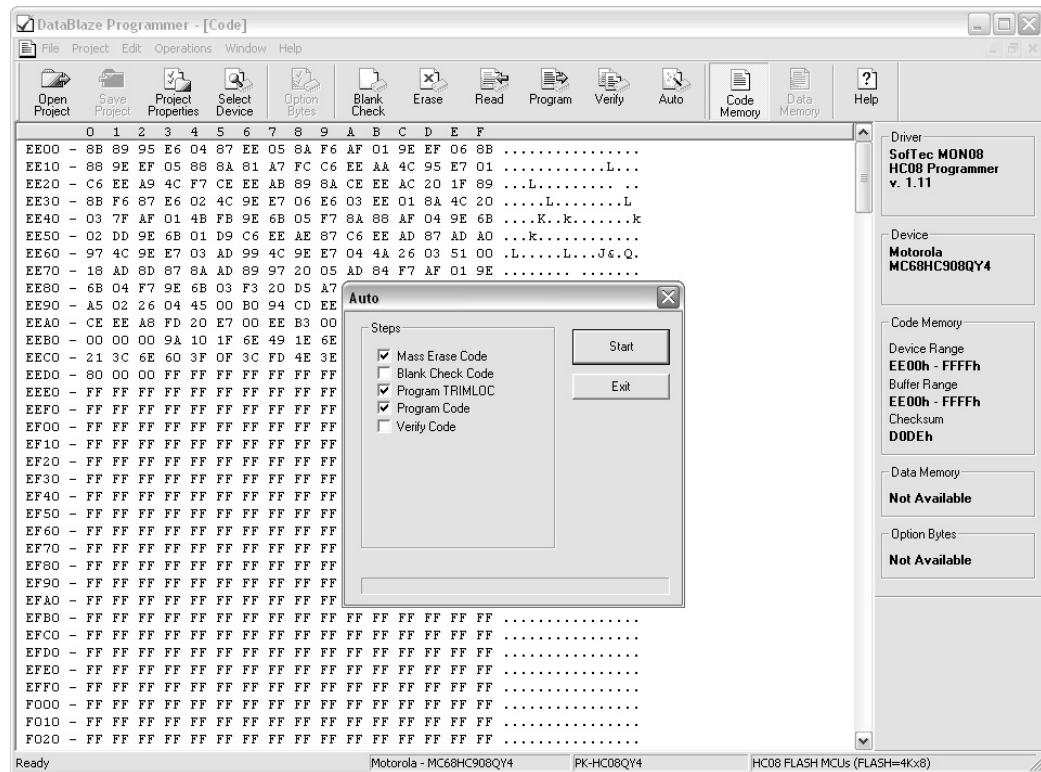 DataBlaze Programmer - [Code]
File Project Edit Operations Window Help
Open Project Save Project Project Properties Select Device Option Bytes Blank Check Erase Read Program Verify Auto Code Memory Data Memory Help
0 1 2 3 4 5 6 7 8 9 A B C D E F
EE00 - 8B 89 95 E6 04 87 EE 05 8A F6 AF 01 9E EF 06 8B ................
EE10 - 88 9E EF 05 88 8A 81 A7 FC C6 EE AA 4C 95 E7 01 ............L...
EE20 - C6 EE A9 4C F7 CE EE AB 89 8A CE EE AC 20 1F 89 ...L......... ..
EE30 - 8B F6 87 E6 02 4C 9E E7 06 E6 03 EE 01 8A 4C 20 .....L........L
EE40 - 03 7F AF 01 4B FB 9E 6B 05 F7 8A 88 AF 04 9E 6B ....K..k.......k
EE50 - 02 DD 9E 6B 01 D9 C6 EE AE 87 C6 EE AD 87 AD A0 ...k............
EE60 - 97 4C 9E E7 03 AD 99 4C 9E E7 04 4A 26 03 51 00 .L.....L...J&.Q.
EE70 - 18 AD 8D 87 8A AD 89 97 20 05 AD 84 F7 AF 01 9E ........ .......
EE80 - 6B 04 F7 9E 6B 03 F3 20 D5 A7
EE90 - A5 02 26 04 45 00 B0 94 CD EE
EEA0 - CE EE A8 FD 20 E7 00 EE B3 00
EEB0 - 00 00 00 9A 10 1F 6E 49 1E 6E
EEC0 - 21 3C 6E 60 3F 0F 3C FD 4E 3E
EED0 - 80 00 00 FF FF FF FF FF FF FF
EEE0 - FF FF FF FF FF FF FF FF FF FF
EEF0 - FF FF FF FF FF FF FF FF FF FF
EF00 - FF FF FF FF FF FF FF FF FF FF
EF10 - FF FF FF FF FF FF FF FF FF FF
EF20 - FF FF FF FF FF FF FF FF FF FF
EF30 - FF FF FF FF FF FF FF FF FF FF
EF40 - FF FF FF FF FF FF FF FF FF FF
EF50 - FF FF FF FF FF FF FF FF FF FF
EF60 - FF FF FF FF FF FF FF FF FF FF
EF70 - FF FF FF FF FF FF FF FF FF FF
EF80 - FF FF FF FF FF FF FF FF FF FF
EF90 - FF FF FF FF FF FF FF FF FF FF
EFA0 - FF FF FF FF FF FF FF FF FF FF
EFB0 - FF FF FF FF FF FF FF FF FF FF FF FF FF FF FF FF ................
EFC0 - FF FF FF FF FF FF FF FF FF FF FF FF FF FF FF FF ................
EFD0 - FF FF FF FF FF FF FF FF FF FF FF FF FF FF FF FF ................
EFE0 - FF FF FF FF FF FF FF FF FF FF FF FF FF FF FF FF ................
EFF0 - FF FF FF FF FF FF FF FF FF FF FF FF FF FF FF FF ................
F000 - FF FF FF FF FF FF FF FF FF FF FF FF FF FF FF FF ................
F010 - FF FF FF FF FF FF FF FF FF FF FF FF FF FF FF FF ................
F020 - FF FF FF FF FF FF FF FF FF FF FF FF FF FF FF FF ................
Auto
Steps
Mass Erase Code
Blank Check Code
Program TRIMLOC
Program Code
Verify Code
Start
Exit
Driver
SofTec MON08
HC08 Programmer
v. 1.11
Device
Motorola
MC68HC908QY4
Code Memory
Device Range
EE00h - FFFFh
Buffer Range
EE00h - FFFFh
Checksum
D0DEh
Data Memory
Not Available
Option Bytes
Not Available
Ready Motorola - MC68HC908QY4 PK-HC08QY4 HC08 FLASH MCUs (FLASH=4Kx8)